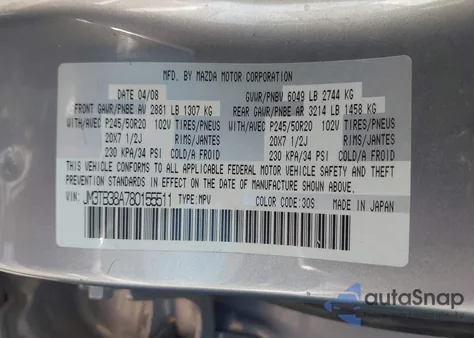 MFD. BY MAZDA MOTOR CORPORATION
DATE 04/08 GVWR/PNBV 6049 LB 2744 KG
FRONT GAWR/PNBE AV 2881 LB 1307 KG REAR GAWR/PNBE AR 3214 LB 1458 KG
WITH/AVEC P245/50R20 102V TIRES/PNEUS WITH/AVEC P245/50R20 102V TIRES/PNEUS
20X7 1/2J RIMS/JANTES 20X7 1/2J RIMS/JANTES
230 KPA/34 PSI COLD/A FROID 230 KPA/34 PSI COLD/A FROID
THIS VEHICLE CONFORMS TO ALL APPLICABLE FEDERAL MOTOR VEHICLE SAFETY AND THEFT
PREVENTION STANDARDS IN EFFECT ON THE DATE OF MANUFACTURE SHOWN ABOVE.
VIN: JM3TB38A780155511 TYPE:MPV COLOR CODE:30S MADE IN JAPAN
autoSnap